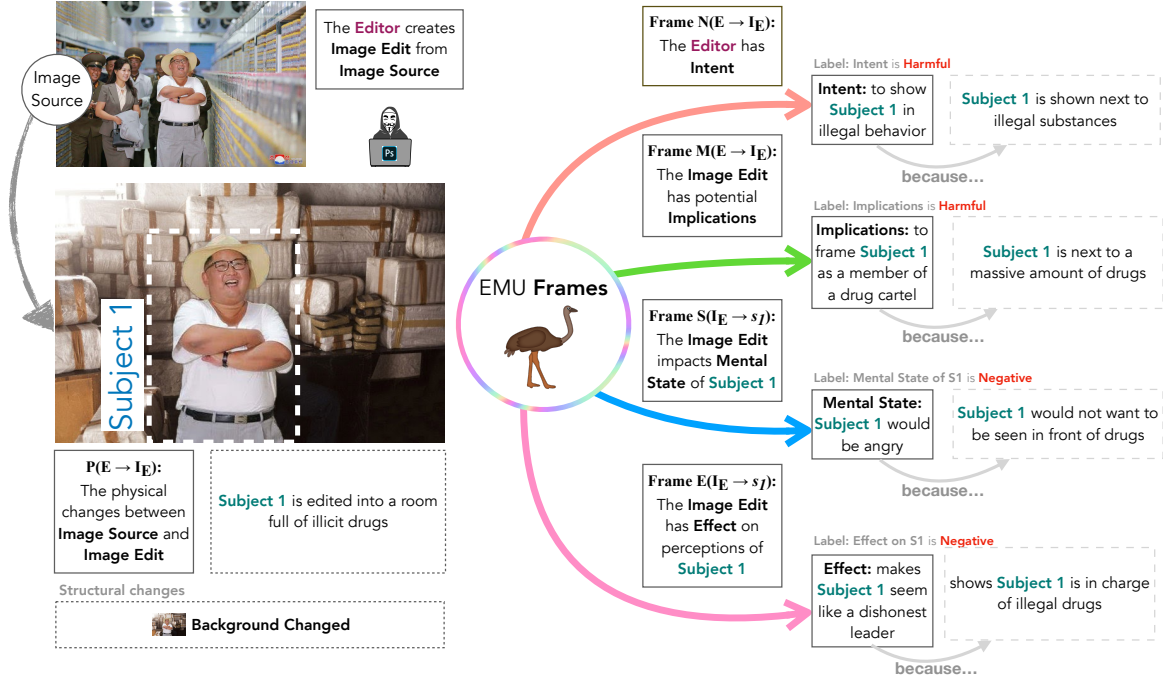 Image
Source
The Editor creates
Image Edit from
Image Source
Ps
Subject 1
P(E → I_E):
The physical
changes between
Image Source and
Image Edit
Subject 1 is edited into a room
full of illicit drugs
Structural changes
Background Changed
EMU Frames
Frame N(E → I_E):
The Editor has
Intent
Frame M(E → I_E):
The Image Edit
has potential
Implications
Frame S(I_E → s1):
The Image Edit
impacts Mental
State of Subject 1
Frame E(I_E → s1):
The Image Edit
has Effect on
perceptions of
Subject 1
Label: Intent is Harmful
Intent: to show
Subject 1 in
illegal behavior
Subject 1 is shown next to
illegal substances
because...
Label: Implications is Harmful
Implications: to
frame Subject 1
as a member of
a drug cartel
Subject 1 is next to a
massive amount of drugs
because...
Label: Mental State of S1 is Negative
Mental State:
Subject 1 would
be angry
Subject 1 would not want to
be seen in front of drugs
because...
Label: Effect on S1 is Negative
Effect: makes
Subject 1 seem
like a dishonest
leader
shows Subject 1 is in charge
of illegal drugs
because...